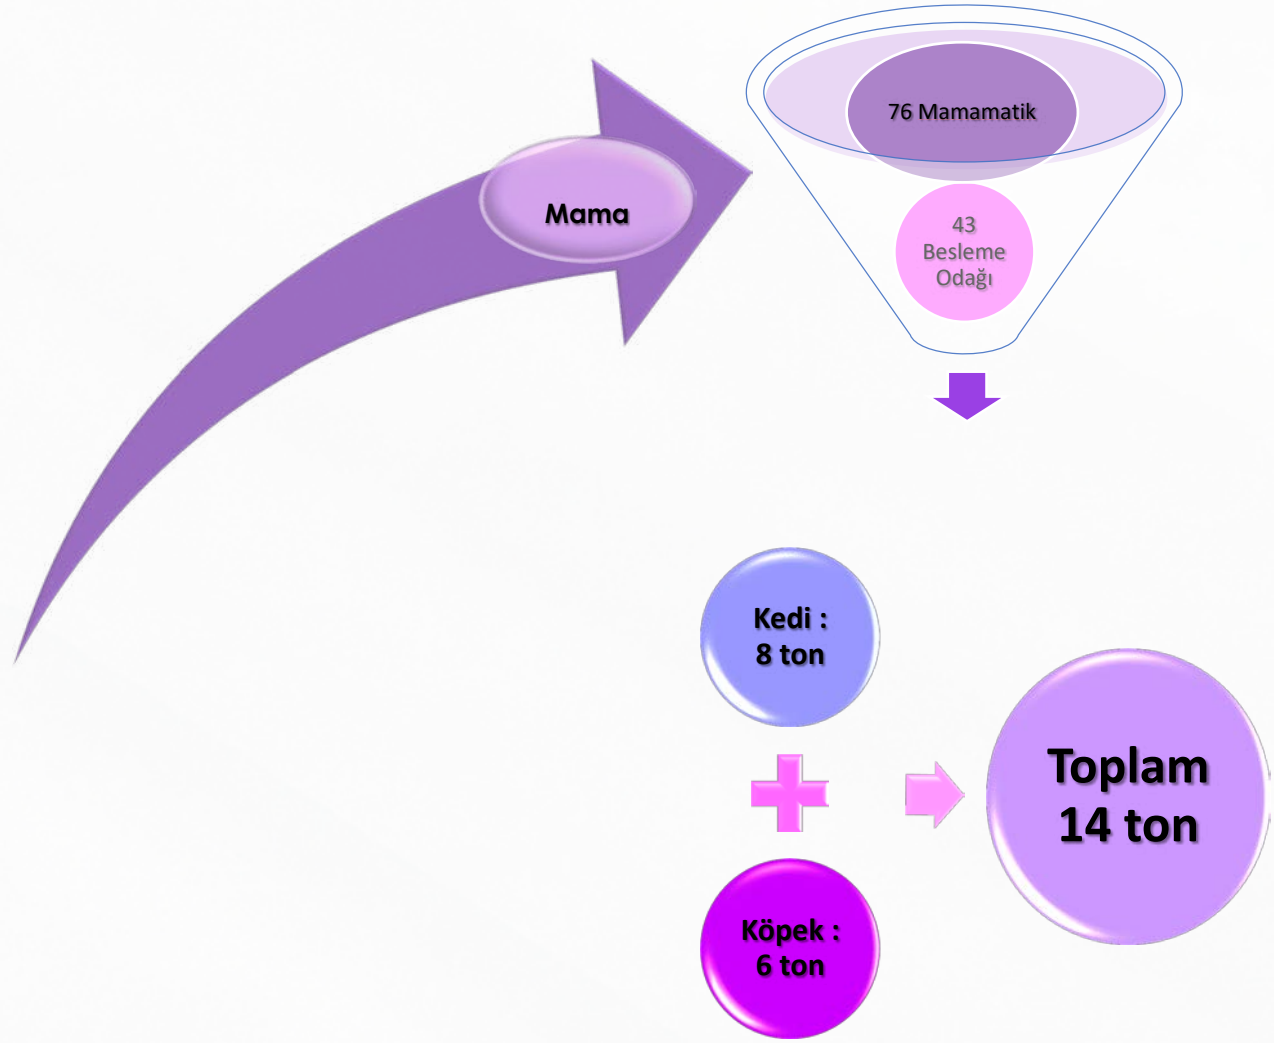 76 Mamamatik
Mama
43
Besleme
Odağı
Kedi :
8 ton
Toplam
14 ton
Köpek :
6 ton